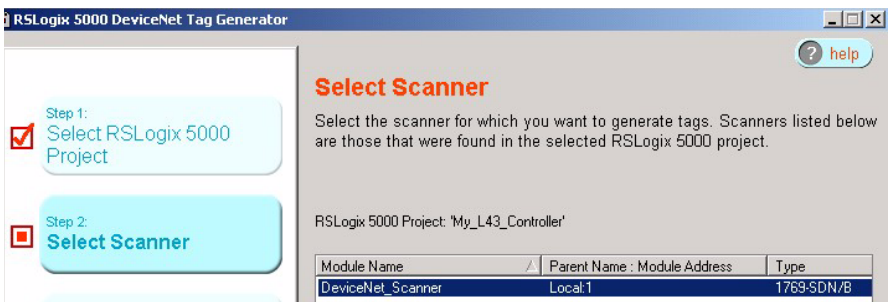 RSLogix 5000 DeviceNet Tag Generator
? help
Step 1:
Select RSLogix 5000
Project
Step 2:
Select Scanner
Select Scanner
Select the scanner for which you want to generate tags. Scanners listed below
are those that were found in the selected RSLogix 5000 project.
RSLogix 5000 Project: 'My_L43_Controller'
Module Name Parent Name : Module Address Type
DeviceNet_Scanner Local:1 1769-SDN/B